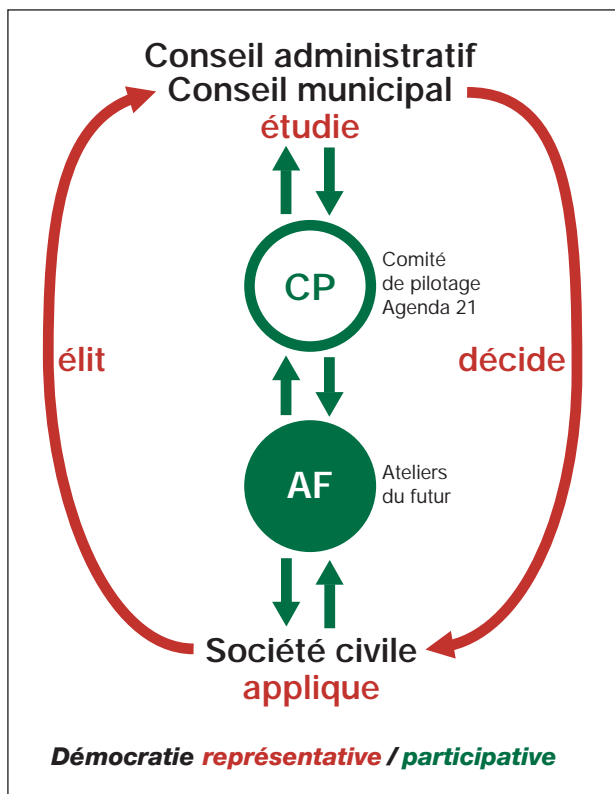 Conseil administratif
Conseil municipal
étudie
CP
Comité
de pilotage
Agenda 21
élit
décide
AF
Ateliers
du futur
Société civile
applique
Démocratie représentative / participative